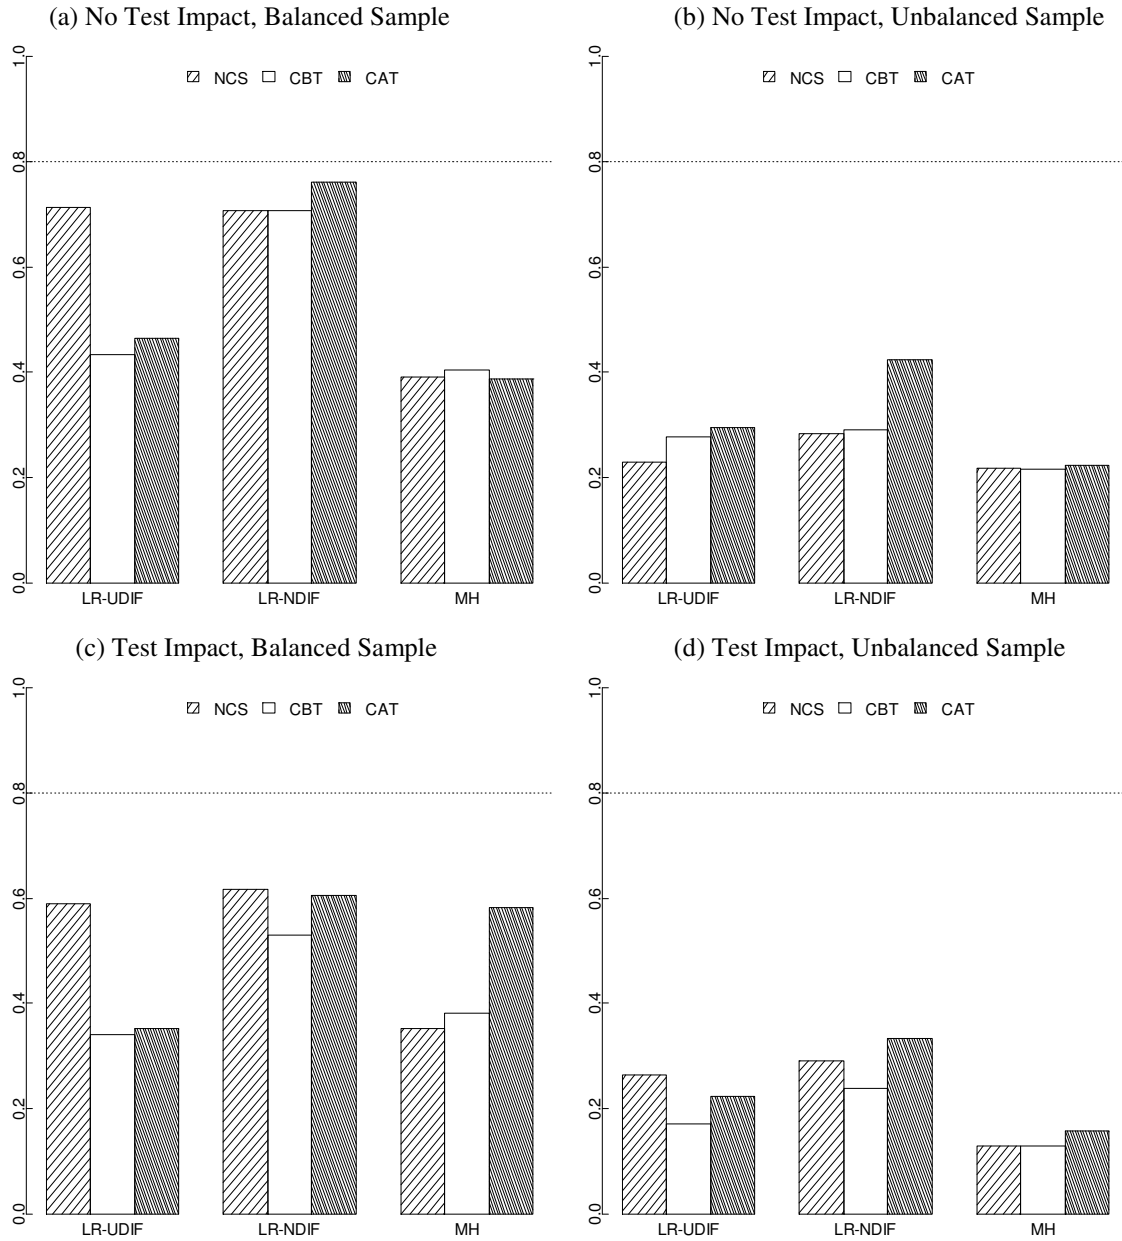 (a) No Test Impact, Balanced Sample
1.0
NCS CBT CAT
0.8
0.6
0.4
0.2
0.0
LR-UDIF LR-NDIF MH
(b) No Test Impact, Unbalanced Sample
1.0
NCS CBT CAT
0.8
0.6
0.4
0.2
0.0
LR-UDIF LR-NDIF MH
(c) Test Impact, Balanced Sample
1.0
NCS CBT CAT
0.8
0.6
0.4
0.2
0.0
LR-UDIF LR-NDIF MH
(d) Test Impact, Unbalanced Sample
1.0
NCS CBT CAT
0.8
0.6
0.4
0.2
0.0
LR-UDIF LR-NDIF MH